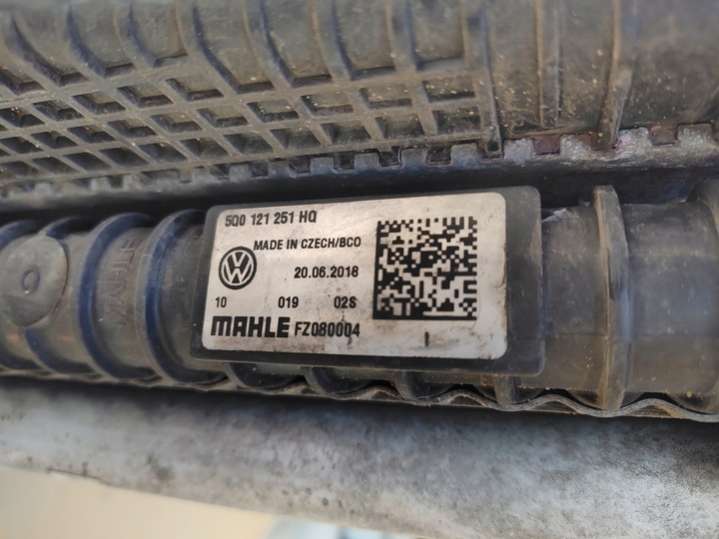 5Q0 121 251 HQ
MADE IN CZECH/BCO
20.06.2018
10 019 02S
MAHLE FZ080004